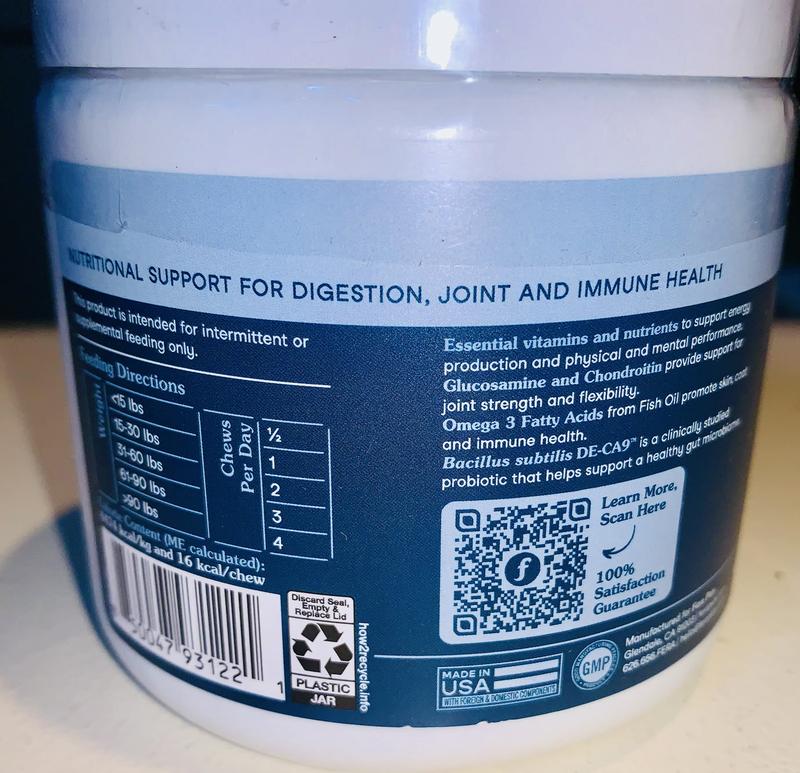 NUTRITIONAL SUPPORT FOR DIGESTION, JOINT AND IMMUNE HEALTH
This product is intended for intermittent or
supplemental feeding only.
Feeding Directions
Weight
<15 lbs
15-30 lbs
31-60 lbs
61-90 lbs
>90 lbs
Chews
Per Day
½
1
2
3
4
Content (ME calculated):
kcal/kg and 16 kcal/chew
93122
1
Discard Seal,
Empty &
Replace Lid
PLASTIC
JAR
how2recycle.info
Essential vitamins and nutrients to support energy
production and physical and mental performance.
Glucosamine and Chondroitin provide support for
joint strength and flexibility.
Omega 3 Fatty Acids from Fish Oil promote skin, coat
and immune health.
Bacillus subtilis DE-CA9™ is a clinically studied
probiotic that helps support a healthy gut microbiome.
Learn More,
Scan Here
f
100%
Satisfaction
Guarantee
MADE IN
USA
WITH FOREIGN & DOMESTIC COMPONENTS
GMP
Manufactured for
Glendale, CA
626.656.FERA